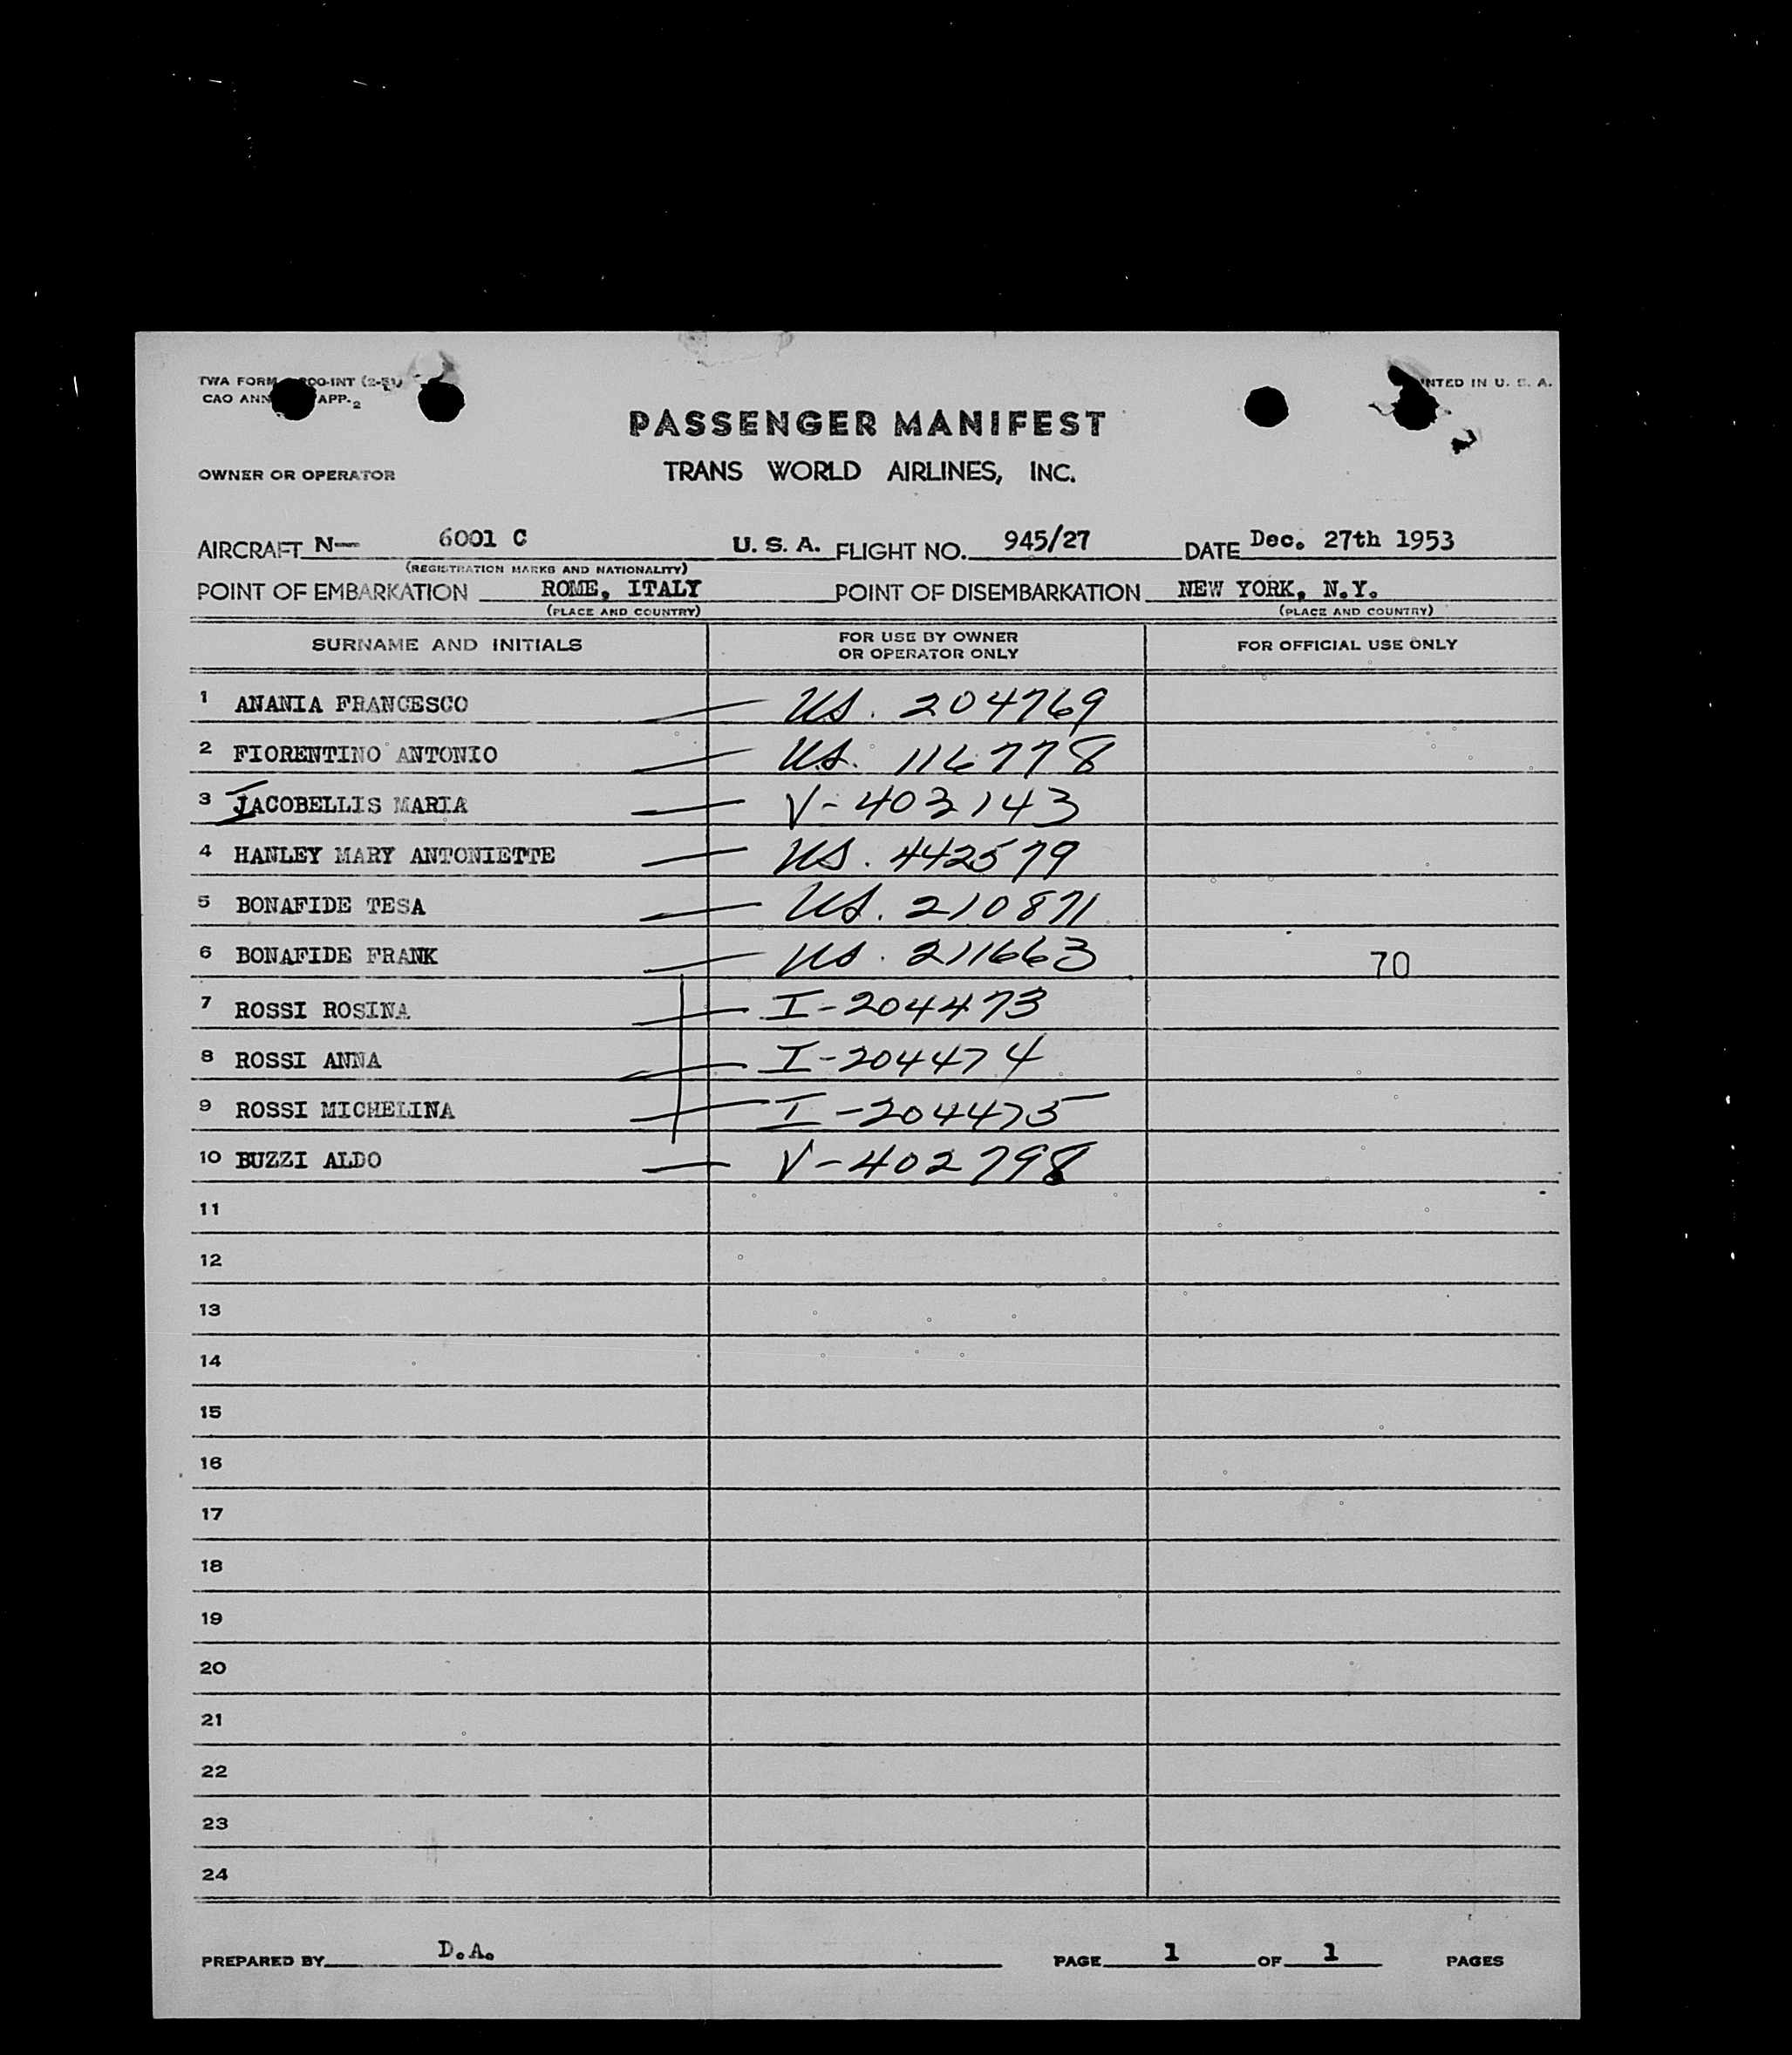 TWA FORM 200-INT (2-51) PRINTED IN U. S. A.
CAO ANN APP-2
PASSENGER MANIFEST
OWNER OR OPERATOR TRANS WORLD AIRLINES, INC.
AIRCRAFT N— 6001 C U. S. A. FLIGHT NO. 945/27 DATE Dec. 27th 1953
(REGISTRATION MARKS AND NATIONALITY)
POINT OF EMBARKATION ROME, ITALY POINT OF DISEMBARKATION NEW YORK, N.Y.
(PLACE AND COUNTRY) (PLACE AND COUNTRY)
SURNAME AND INITIALS FOR USE BY OWNER OR OPERATOR ONLY FOR OFFICIAL USE ONLY
1 ANANIA FRANCESCO — US. 204769
2 FIORENTINO ANTONIO — US. 116778
3 IACOBELLIS MARIA — V-403143
4 HANLEY MARY ANTONIETTE — US. 442579
5 BONAFIDE TESA — US. 210871
6 BONAFIDE FRANK — US. 211663 70
7 ROSSI ROSINA — I-204473
8 ROSSI ANNA — I-204474
9 ROSSI MICHELINA — I-204475
10 BUZZI ALDO — V-402798
11
12
13
14
15
16
17
18
19
20
21
22
23
24
PREPARED BY D.A. PAGE 1 OF 1 PAGES